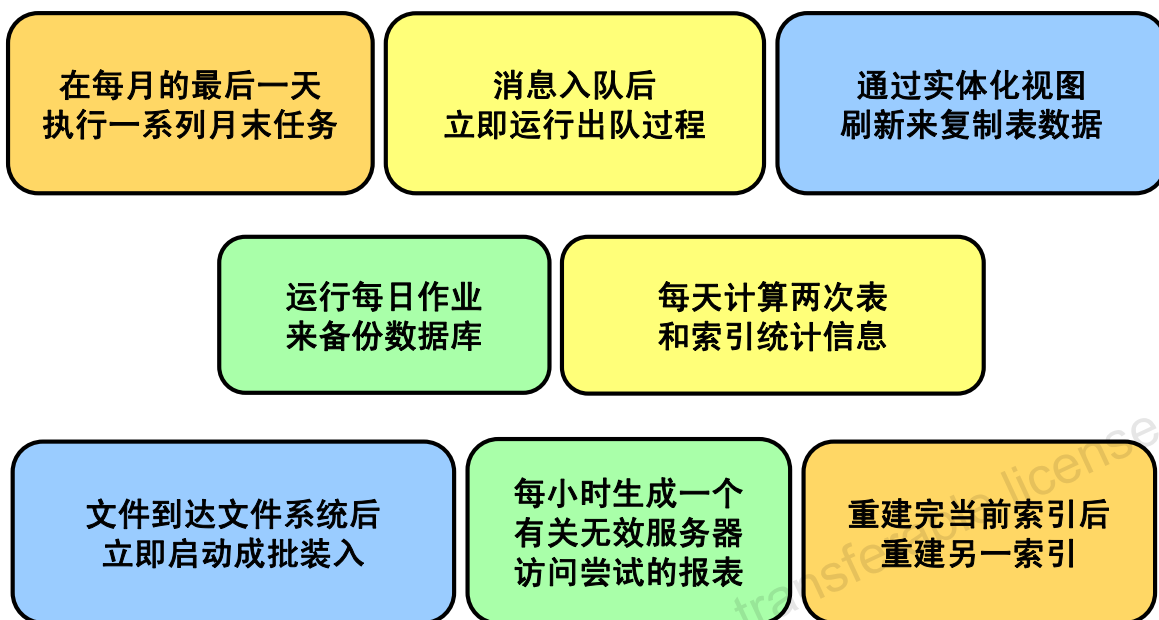 在每月的最后一天
执行一系列月末任务
消息入队后
立即运行出队过程
通过实体化视图
刷新来复制表数据
运行每日作业
来备份数据库
每天计算两次表
和索引统计信息
文件到达文件系统后
立即启动成批装入
每小时生成一个
有关无效服务器
访问尝试的报表
重建完当前索引后
重建另一索引
transferable license